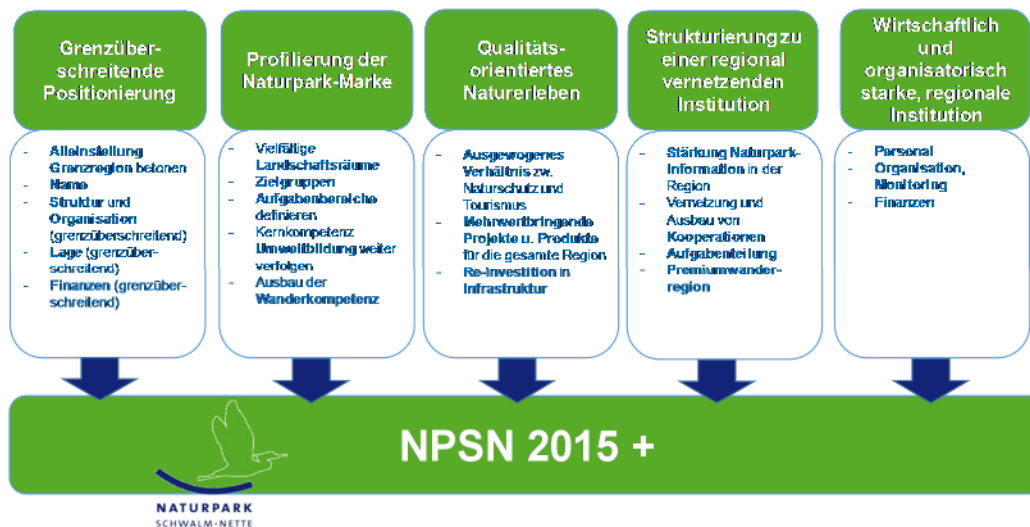 Grenzüber-
schreitende
Positionierung
- Alleinstellung
Grenzregion betonen
- Name
- Struktur und
Organisation
(grenzüberschreitend)
- Lage (grenzüber-
schreitend)
- Finanzen (grenzüber-
schreitend)
Profilierung der
Naturpark-Marke
- Vielfältige
Landschaftsräume
- Zielgruppen
- Aufgabenbereiche
definieren
- Kernkompetenz
Umweltbildung weiter
verfolgen
- Ausbau der
Wanderkompetenz
Qualitäts-
orientiertes
Naturerleben
- Ausgewogenes
Verhältnis zw.
Naturschutz und
Tourismus
- Mehrwertbringende
Projekte u. Produkte
für die gesamte Region
- Re-Investition in
Infrastruktur
Strukturierung zu
einer regional
vernetzenden
Institution
- Stärkung Naturpark-
Information in der
Region
- Vernetzung und
Ausbau von
Kooperationen
- Aufgabenteilung
- Premiumwander-
region
Wirtschaftlich
und
organisatorisch
starke, regionale
Institution
- Personal
- Organisation,
Monitoring
- Finanzen
NPSN 2015 +
NATURPARK
SCHWALM-NETTE